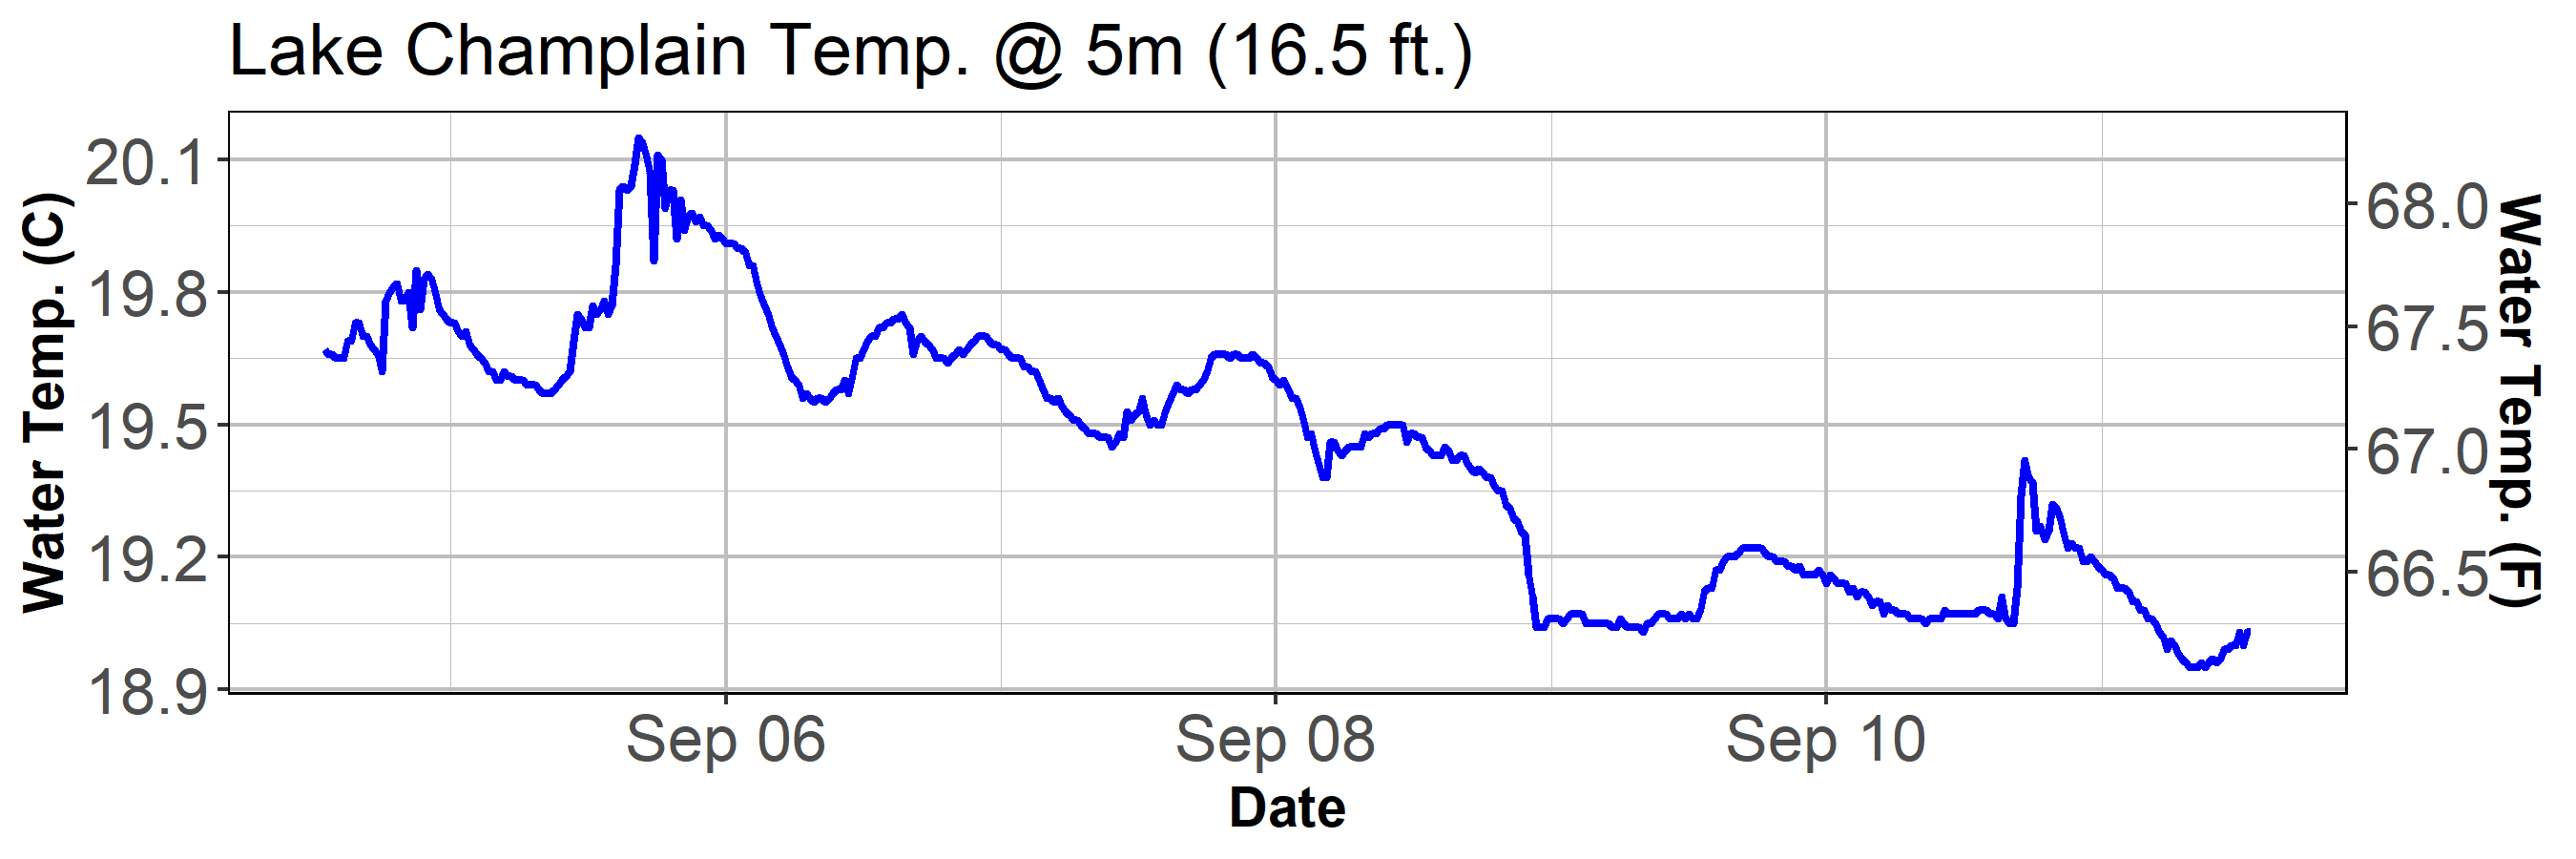 Lake Champlain Temp. @ 5m (16.5 ft.)
Water Temp. (C)
20.1
19.8
19.5
19.2
18.9
68.0
67.5
67.0
66.5
Water Temp. (F)
Sep 06 Sep 08 Sep 10
Date